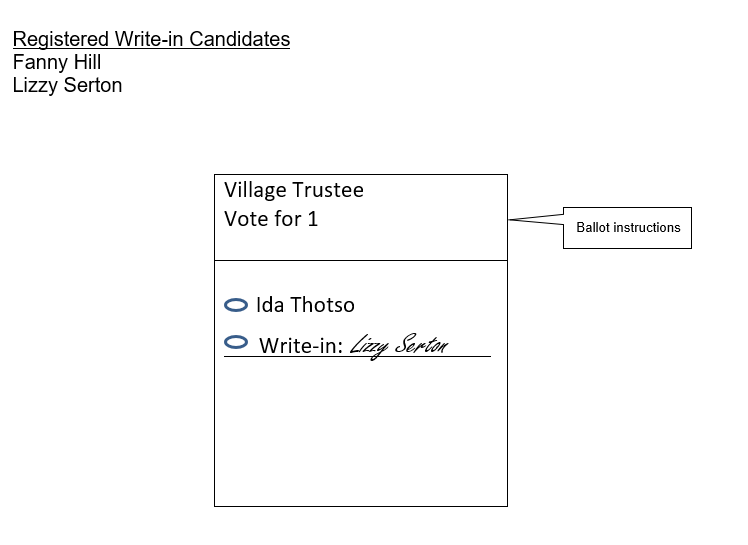 Registered Write-in Candidates
Fanny Hill
Lizzy Serton
Village Trustee
Vote for 1
Ballot instructions
Ida Thotso
Write-in: Lizzy Serton